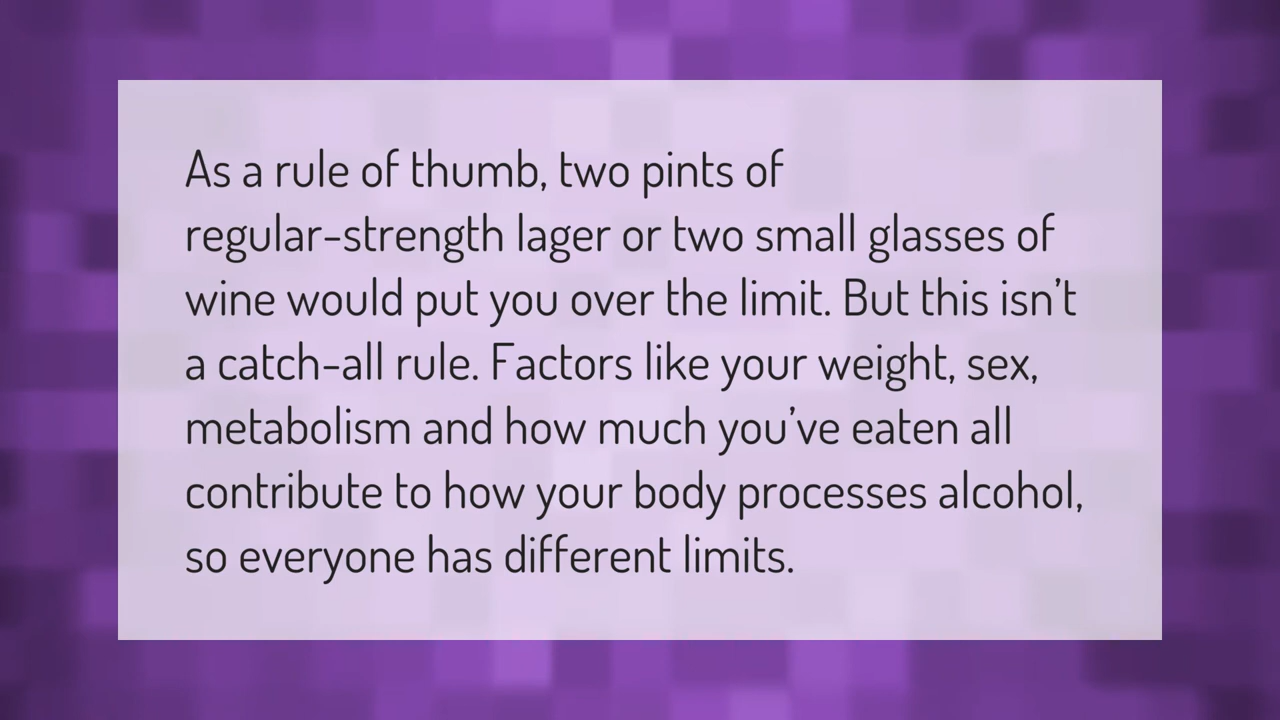 As a rule of thumb, two pints of
regular-strength lager or two small glasses of
wine would put you over the limit. But this isn’t
a catch-all rule. Factors like your weight, sex,
metabolism and how much you’ve eaten all
contribute to how your body processes alcohol,
so everyone has different limits.